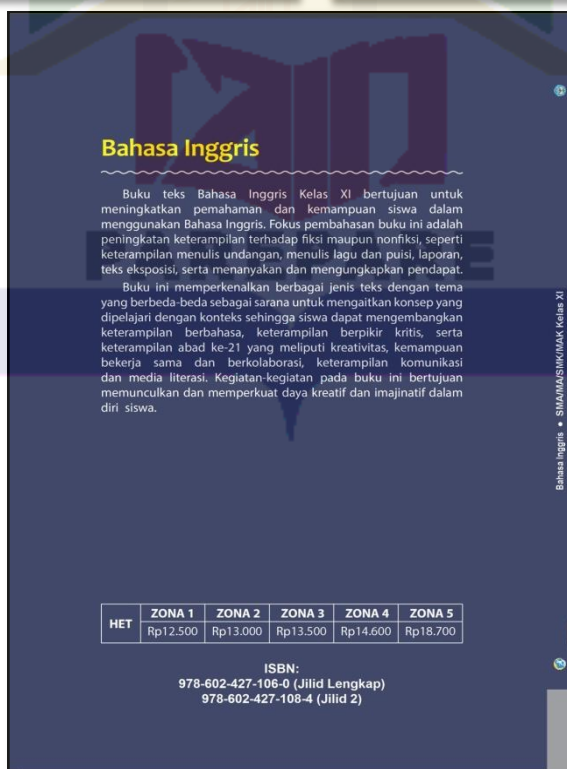 Bahasa Inggris
Buku teks Bahasa Inggris Kelas XI bertujuan untuk
meningkatkan pemahaman dan kemampuan siswa dalam
menggunakan Bahasa Inggris. Fokus pembahasan buku ini adalah
peningkatan keterampilan terhadap fiksi maupun nonfiksi, seperti
keterampilan menulis undangan, menulis lagu dan puisi, laporan,
teks eksposisi, serta menanyakan dan mengungkapkan pendapat.
Buku ini memperkenalkan berbagai jenis teks dengan tema
yang berbeda-beda sebagai sarana untuk mengaitkan konsep yang
dipelajari dengan konteks sehingga siswa dapat mengembangkan
keterampilan berbahasa, keterampilan berpikir kritis, serta
keterampilan abad ke-21 yang meliputi kreativitas, kemampuan
bekerja sama dan berkolaborasi, keterampilan komunikasi
dan media literasi. Kegiatan-kegiatan pada buku ini bertujuan
memunculkan dan memperkuat daya kreatif dan imajinatif dalam
diri siswa.
HET ZONA 1 ZONA 2 ZONA 3 ZONA 4 ZONA 5
Rp12.500 Rp13.000 Rp13.500 Rp14.600 Rp18.700
ISBN:
978-602-427-106-0 (Jilid Lengkap)
978-602-427-108-4 (Jilid 2)
Bahasa Inggris • SMA/MA/SMK/MAK Kelas XI
PAREPARE